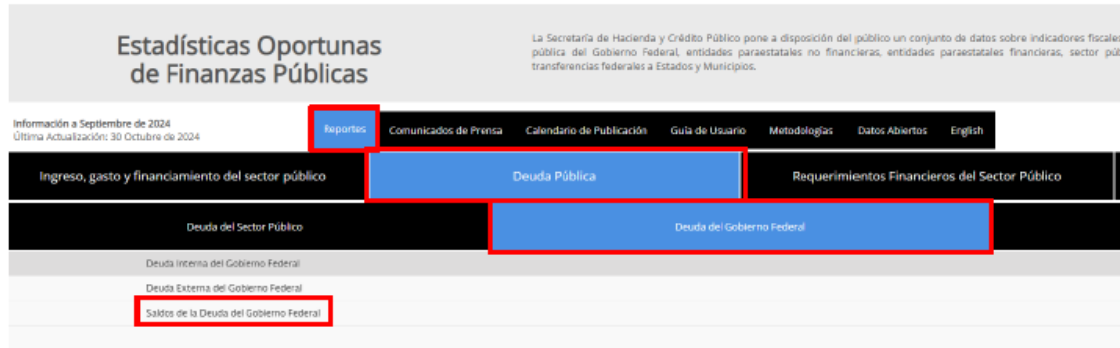 Estadísticas Oportunas
de Finanzas Públicas
La Secretaría de Hacienda y Crédito Público pone a disposición del público un conjunto de datos sobre indicadores fiscales
pública del Gobierno Federal, entidades paraestatales no financieras, entidades paraestatales financieras, sector púb
transferencias federales a Estados y Municipios.
Información a Septiembre de 2024
Última Actualización: 30 Octubre de 2024
Reportes Comunicados de Prensa Calendario de Publicación Guía de Usuario Metodologías Datos Abiertos English
Ingreso, gasto y financiamiento del sector público Deuda Pública Requerimientos Financieros del Sector Público
Deuda del Sector Público Deuda del Gobierno Federal
Deuda Interna del Gobierno Federal
Deuda Externa del Gobierno Federal
Saldos de la Deuda del Gobierno Federal